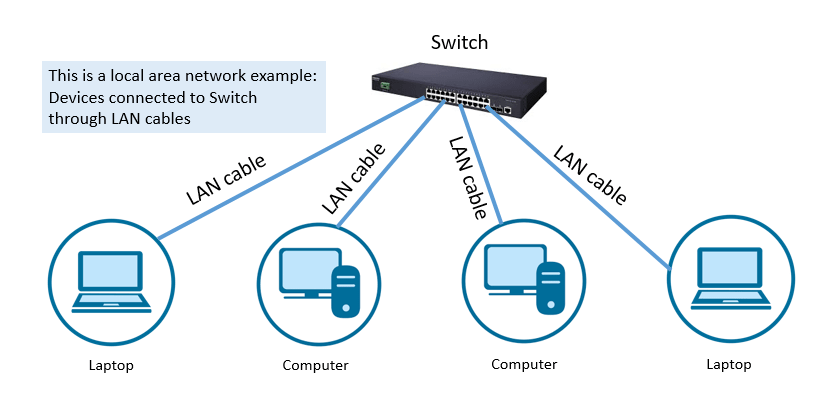 Switch
This is a local area network example:
Devices connected to Switch
through LAN cables
LAN cable
LAN cable
LAN cable
LAN cable
Laptop
Computer
Computer
Laptop